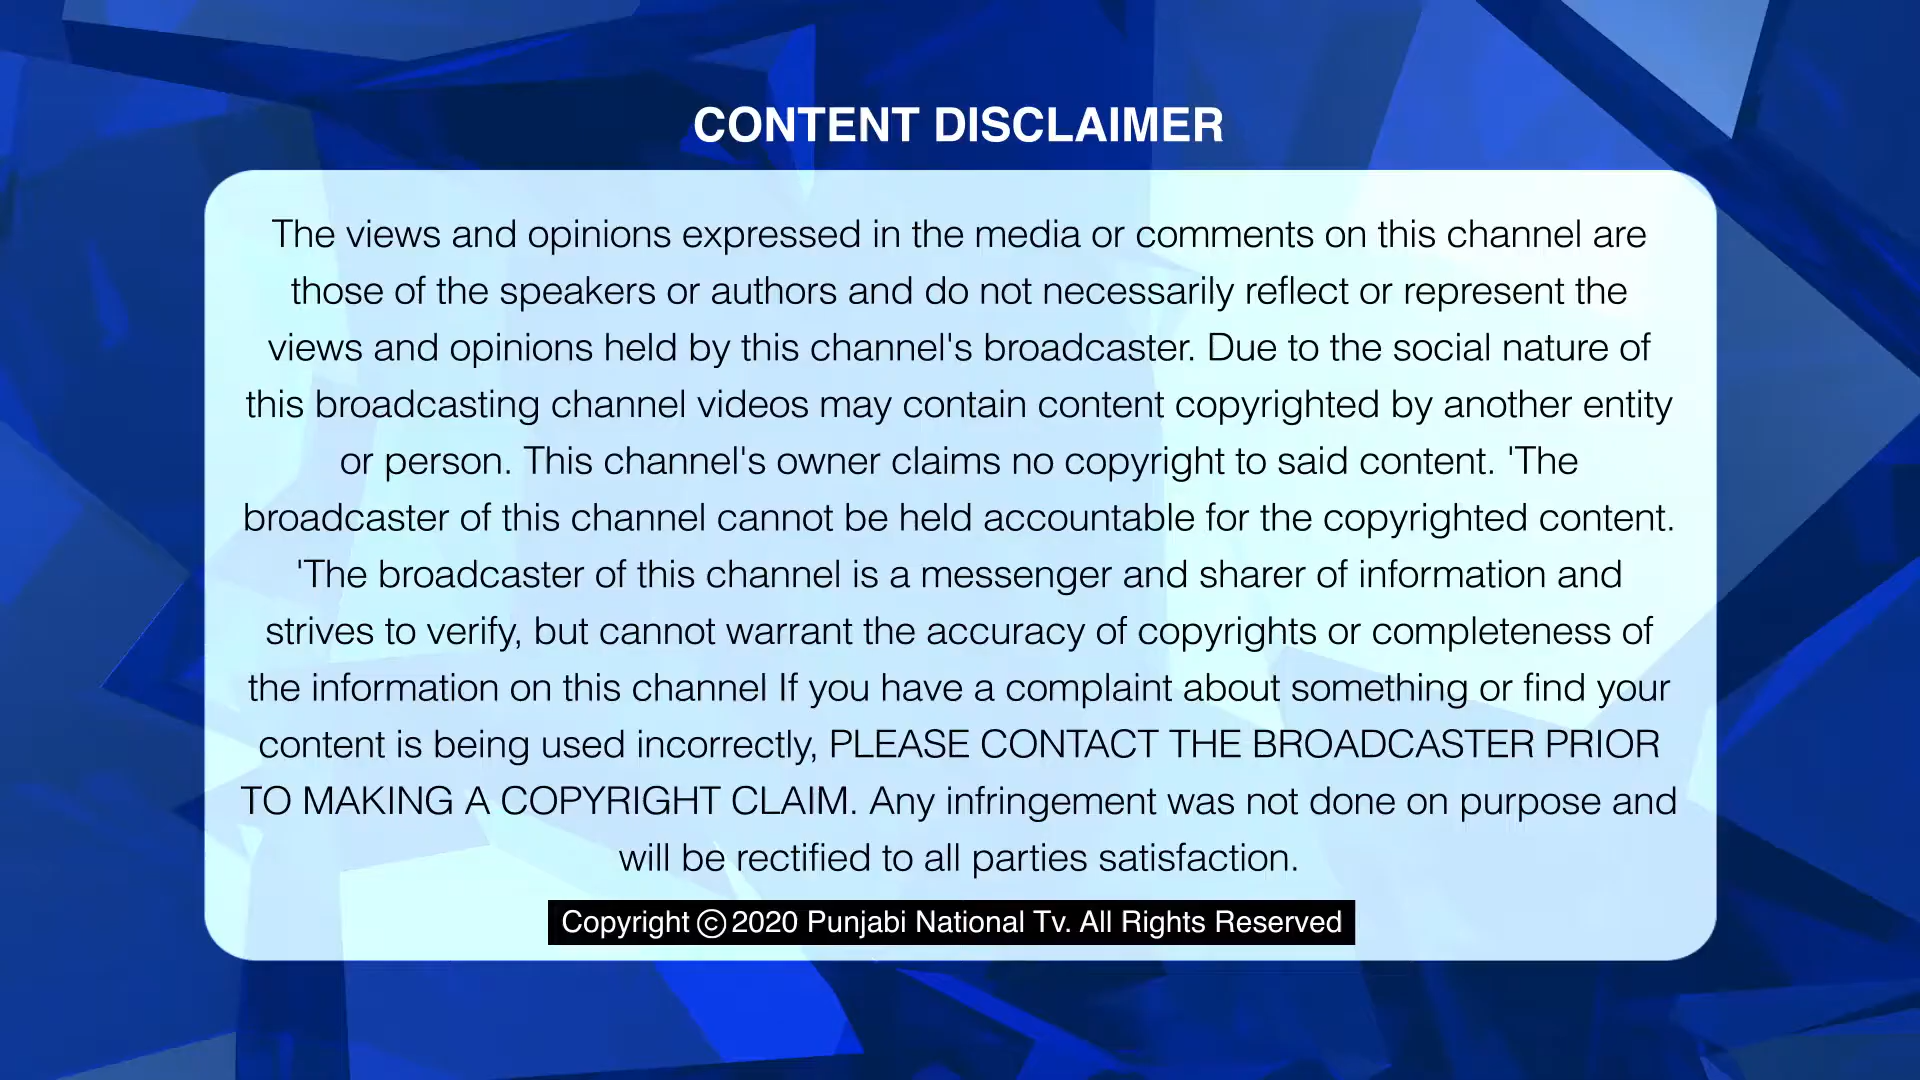 CONTENT DISCLAIMER
The views and opinions expressed in the media or comments on this channel are
those of the speakers or authors and do not necessarily reflect or represent the
views and opinions held by this channel's broadcaster. Due to the social nature of
this broadcasting channel videos may contain content copyrighted by another entity
or person. This channel's owner claims no copyright to said content. 'The
broadcaster of this channel cannot be held accountable for the copyrighted content.
'The broadcaster of this channel is a messenger and sharer of information and
strives to verify, but cannot warrant the accuracy of copyrights or completeness of
the information on this channel If you have a complaint about something or find your
content is being used incorrectly, PLEASE CONTACT THE BROADCASTER PRIOR
TO MAKING A COPYRIGHT CLAIM. Any infringement was not done on purpose and
will be rectified to all parties satisfaction.
Copyright © 2020 Punjabi National Tv. All Rights Reserved